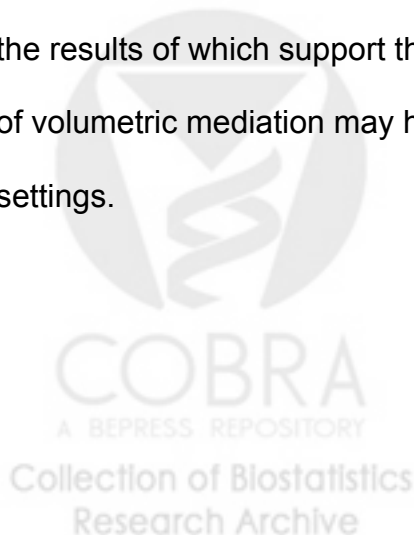 the results of which support th
of volumetric mediation may h
settings.
COBRA
A BEPRESS REPOSITORY
Collection of Biostatistics
Research Archive